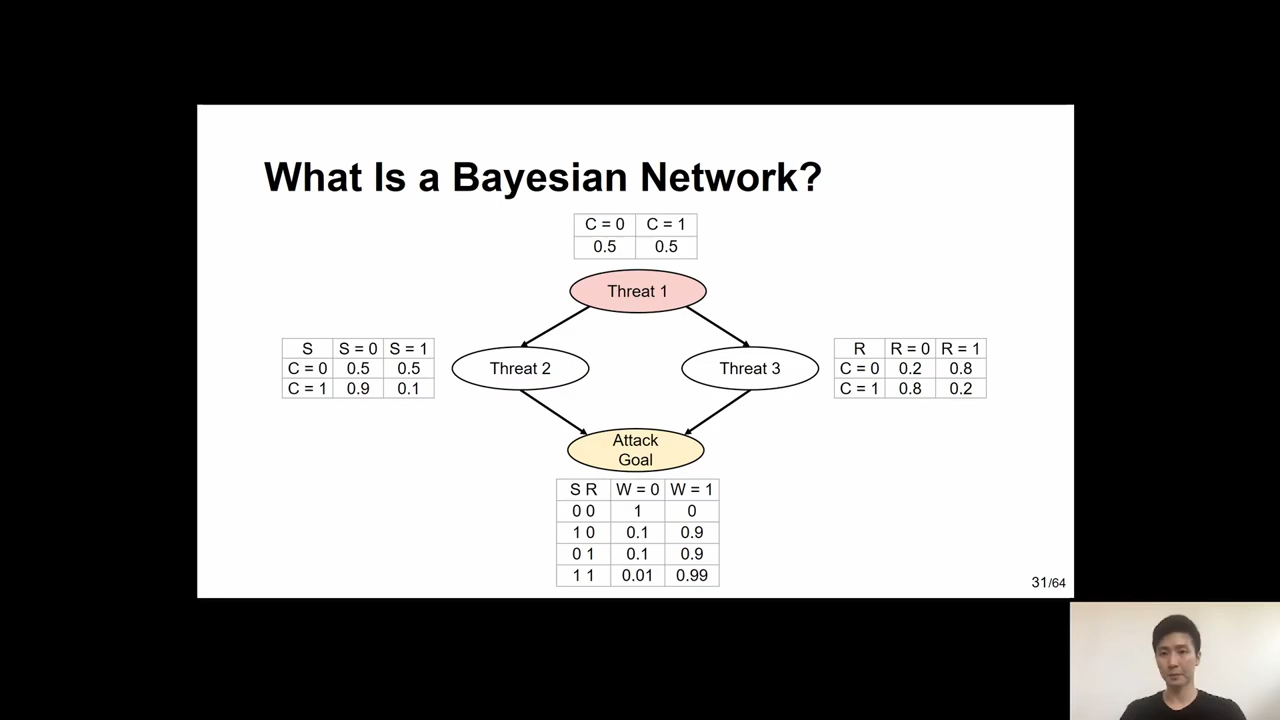 What Is a Bayesian Network?
C = 0 C = 1
0.5 0.5
Threat 1
S S = 0 S = 1
C = 0 0.5 0.5
C = 1 0.9 0.1
Threat 2
Threat 3
R R = 0 R = 1
C = 0 0.2 0.8
C = 1 0.8 0.2
Attack
Goal
S R W = 0 W = 1
0 0 1 0
1 0 0.1 0.9
0 1 0.1 0.9
1 1 0.01 0.99
31/64